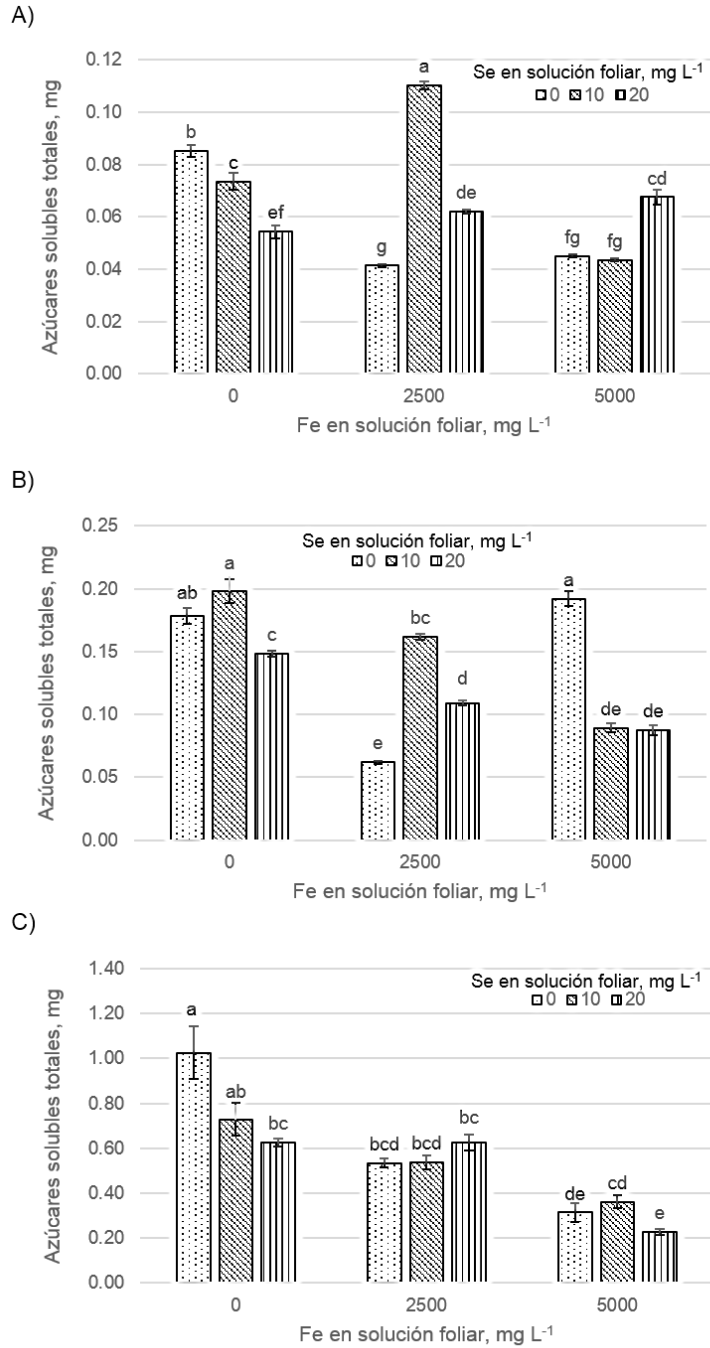 A)
Azúcares solubles totales, mg
0.12
0.10
0.08
0.06
0.04
0.02
0.00
Se en solución foliar, mg L-1
0 10 20
b c ef
g a de
fg fg cd
0 2500 5000
Fe en solución foliar, mg L-1
B)
Azúcares solubles totales, mg
0.25
0.20
0.15
0.10
0.05
0.00
Se en solución foliar, mg L-1
0 10 20
ab a c
e bc d
a de de
0 2500 5000
Fe en solución foliar, mg L-1
C)
Azúcares solubles totales, mg
1.40
1.20
1.00
0.80
0.60
0.40
0.20
0.00
Se en solución foliar, mg L-1
0 10 20
a ab bc
bcd bcd bc
de cd e
0 2500 5000
Fe en solución foliar, mg L-1